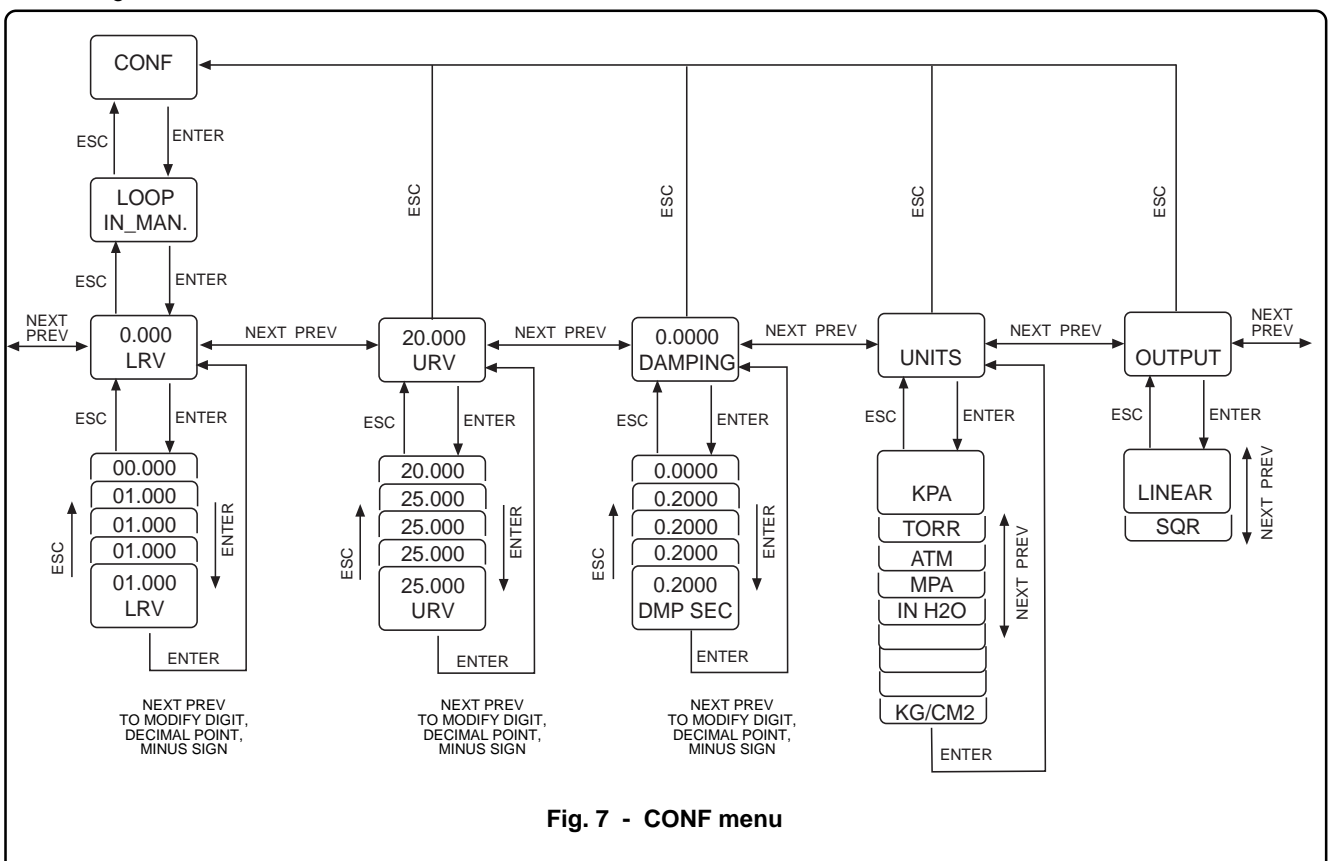 CONF
ESC
ENTER
LOOP
IN_MAN.
ESC
ENTER
ESC
ESC
ESC
ESC
NEXT
PREV
0.000
LRV
NEXT PREV
20.000
URV
NEXT PREV
0.0000
DAMPING
NEXT PREV
UNITS
NEXT PREV
OUTPUT
NEXT
PREV
ESC
ENTER
00.000
01.000
01.000
01.000
01.000
LRV
ESC
ENTER
ENTER
NEXT PREV
TO MODIFY DIGIT,
DECIMAL POINT,
MINUS SIGN
ESC
ENTER
20.000
25.000
25.000
25.000
25.000
URV
ESC
ENTER
ENTER
NEXT PREV
TO MODIFY DIGIT,
DECIMAL POINT,
MINUS SIGN
ESC
ENTER
0.0000
0.2000
0.2000
0.2000
0.2000
DMP SEC
ESC
ENTER
ENTER
NEXT PREV
TO MODIFY DIGIT,
DECIMAL POINT,
MINUS SIGN
ESC
ENTER
KPA
TORR
ATM
MPA
IN H2O
KG/CM2
NEXT PREV
ENTER
ESC
ENTER
LINEAR
SQR
NEXT PREV
Fig. 7 - CONF menu